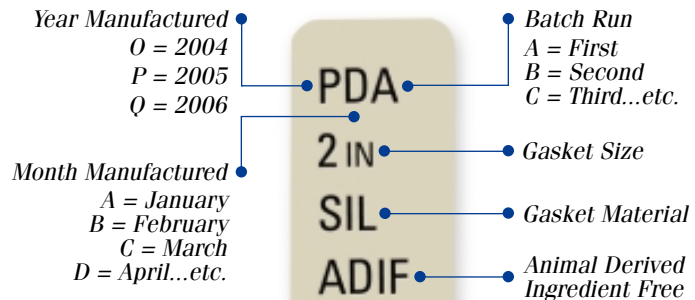 Year Manufactured
O = 2004
P = 2005
Q = 2006
Month Manufactured
A = January
B = February
C = March
D = April...etc.
PDA
2 IN
SIL
ADIF
Batch Run
A = First
B = Second
C = Third...etc.
Gasket Size
Gasket Material
Animal Derived
Ingredient Free